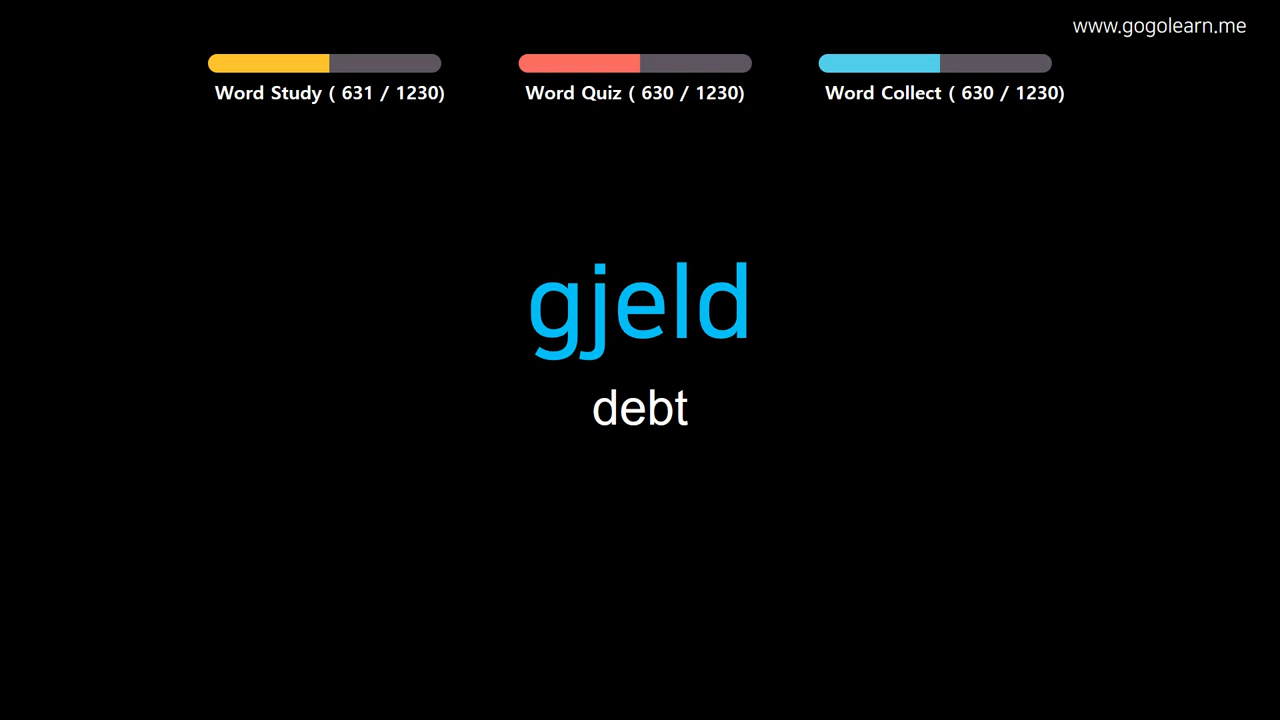 www.gogolearn.me
Word Study ( 631 / 1230)
Word Quiz ( 630 / 1230)
Word Collect ( 630 / 1230)
gjeld
debt